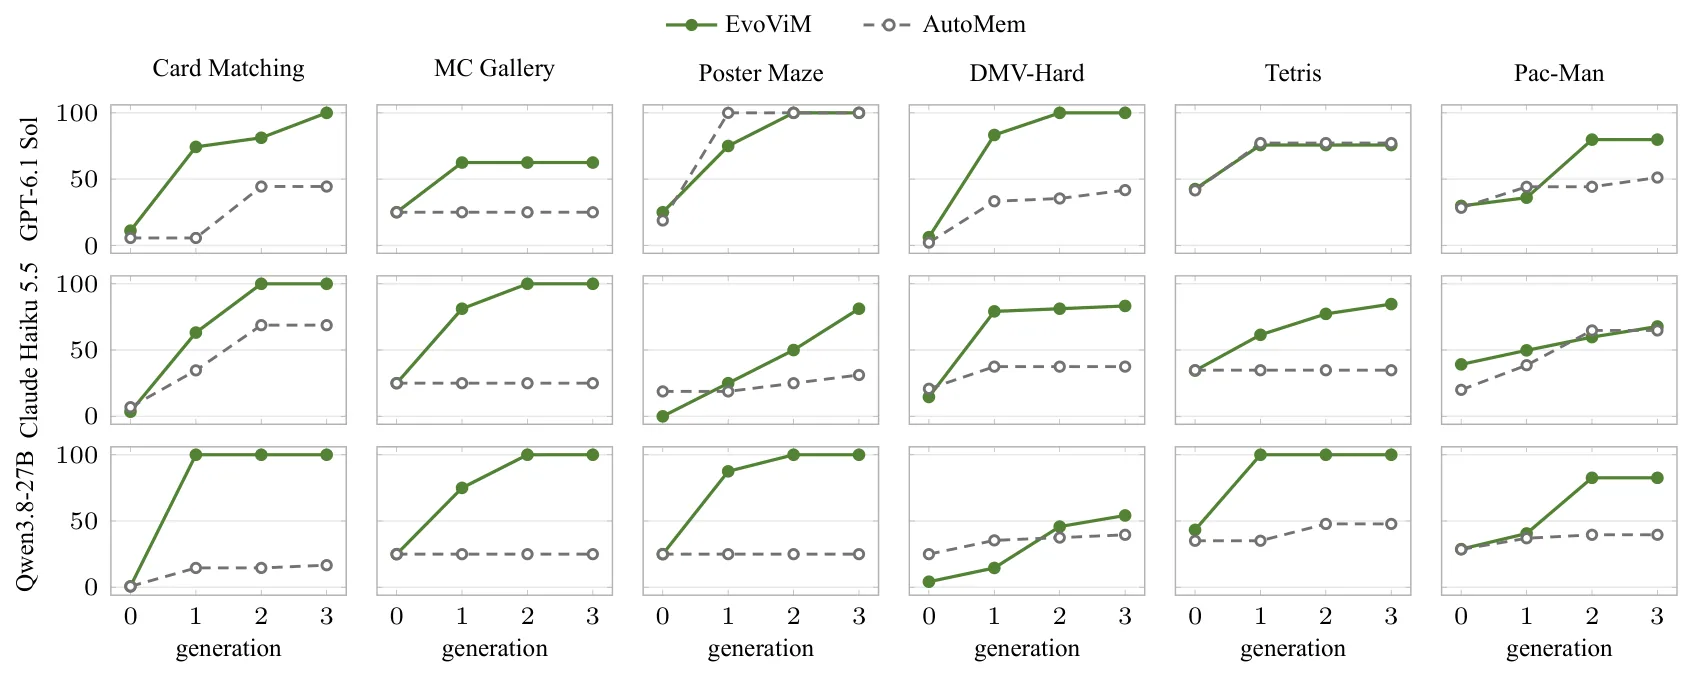 EvoViM AutoMem
Card Matching MC Gallery Poster Maze DMV-Hard Tetris Pac-Man
GPT-6.1 Sol
100
50
0
Claude Haiku 5.5
100
50
0
Qwen3.8-27B
100
50
0
0 1 2 3 0 1 2 3 0 1 2 3 0 1 2 3 0 1 2 3 0 1 2 3
generation generation generation generation generation generation